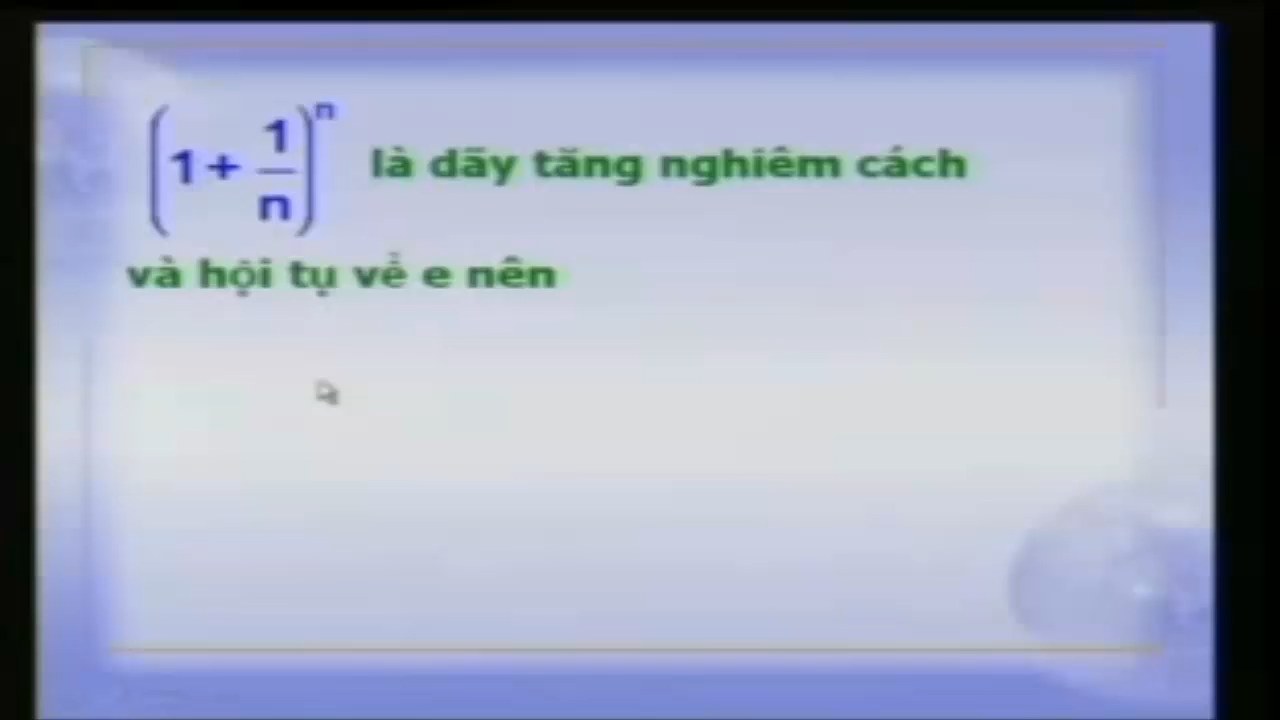 (1 + 1/n)^n là dãy tăng nghiêm cách
và hội tụ về e nên